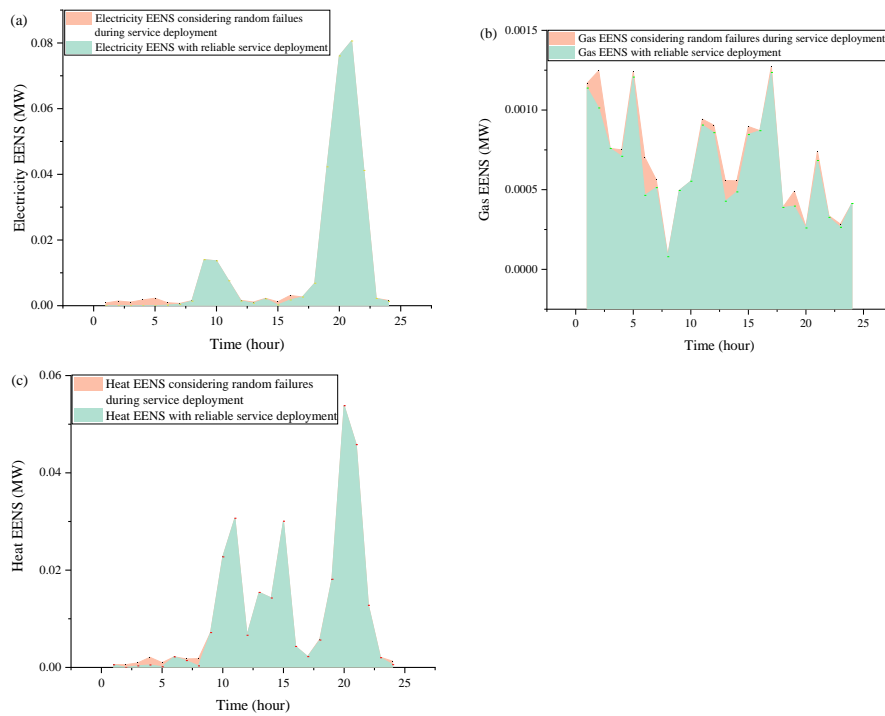 (a)
Electricity EENS considering random failues
during service deployment
Electricity EENS with reliable service deployment
0.08
0.06
0.04
0.02
0.00
Electricity EENS (MW)
0
5
10
15
20
25
Time (hour)
(b)
Gas EENS considering random failures during service deployment
Gas EENS with reliable service deployment
0.0015
0.0010
0.0005
0.0000
Gas EENS (MW)
0
5
10
15
20
25
Time (hour)
(c)
Heat EENS considering random failures
during service deployment
Heat EENS with reliable service deployment
0.06
0.04
0.02
0.00
Heat EENS (MW)
0
5
10
15
20
25
Time (hour)